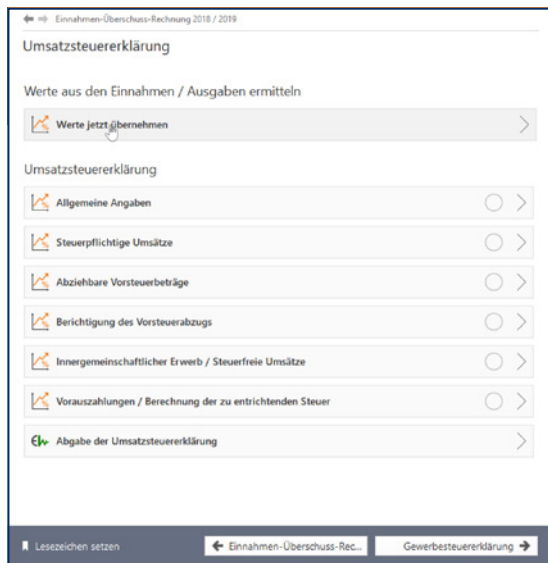 Einnahmen-Überschuss-Rechnung 2018 / 2019
Umsatzsteuererklärung
Werte aus den Einnahmen / Ausgaben ermitteln
Werte jetzt übernehmen
Umsatzsteuererklärung
Allgemeine Angaben
Steuerpflichtige Umsätze
Abziehbare Vorsteuerbeträge
Berichtigung des Vorsteuerabzugs
Innergemeinschaftlicher Erwerb / Steuerfreie Umsätze
Vorauszahlungen / Berechnung der zu entrichtenden Steuer
Abgabe der Umsatzsteuererklärung
Lesezeichen setzen
Einnahmen-Überschuss-Rec...
Gewerbesteuererklärung